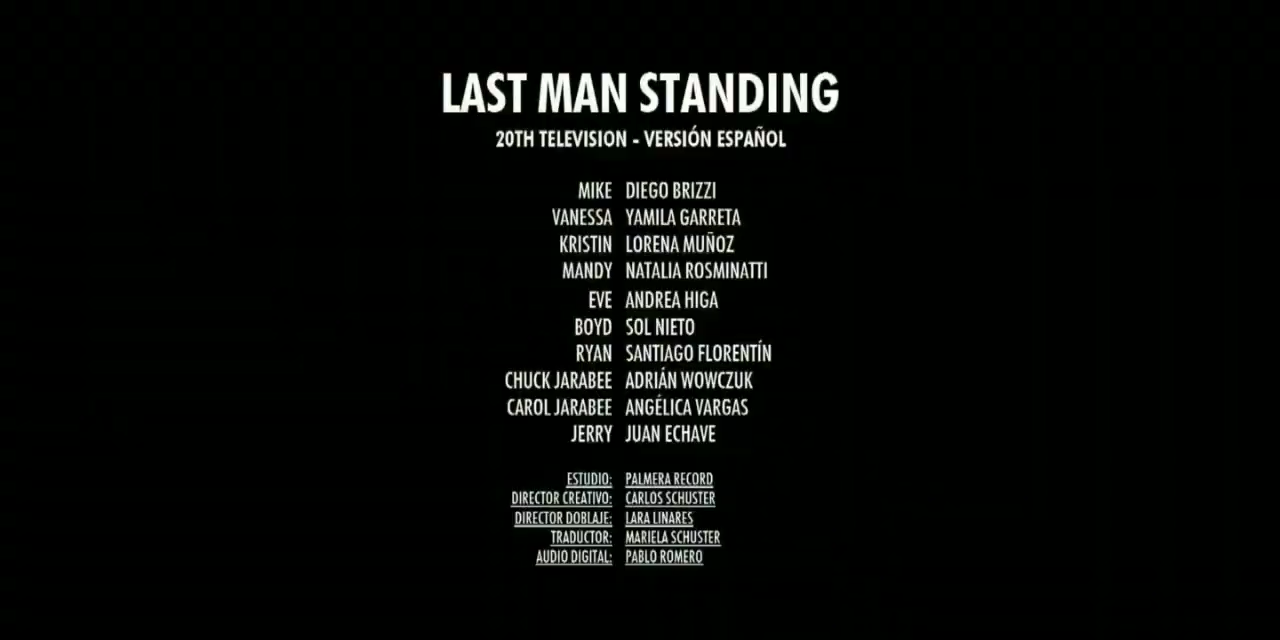 LAST MAN STANDING
20TH TELEVISION - VERSIÓN ESPAÑOL
MIKE DIEGO BRIZZI
VANESSA YAMILA GARRETA
KRISTIN LORENA MUÑOZ
MANDY NATALIA ROSMINATTI
EVE ANDREA HIGA
BOYD SOL NIETO
RYAN SANTIAGO FLORENTÍN
CHUCK JARABEE ADRIÁN WOWCZUK
CAROL JARABEE ANGÉLICA VARGAS
JERRY JUAN ECHAVE
ESTUDIO: PALMERA RECORD
DIRECTOR CREATIVO: CARLOS SCHUSTER
DIRECTOR DOBLAJE: LARA LINARES
TRADUCTOR: MARIELA SCHUSTER
AUDIO DIGITAL: PABLO ROMERO